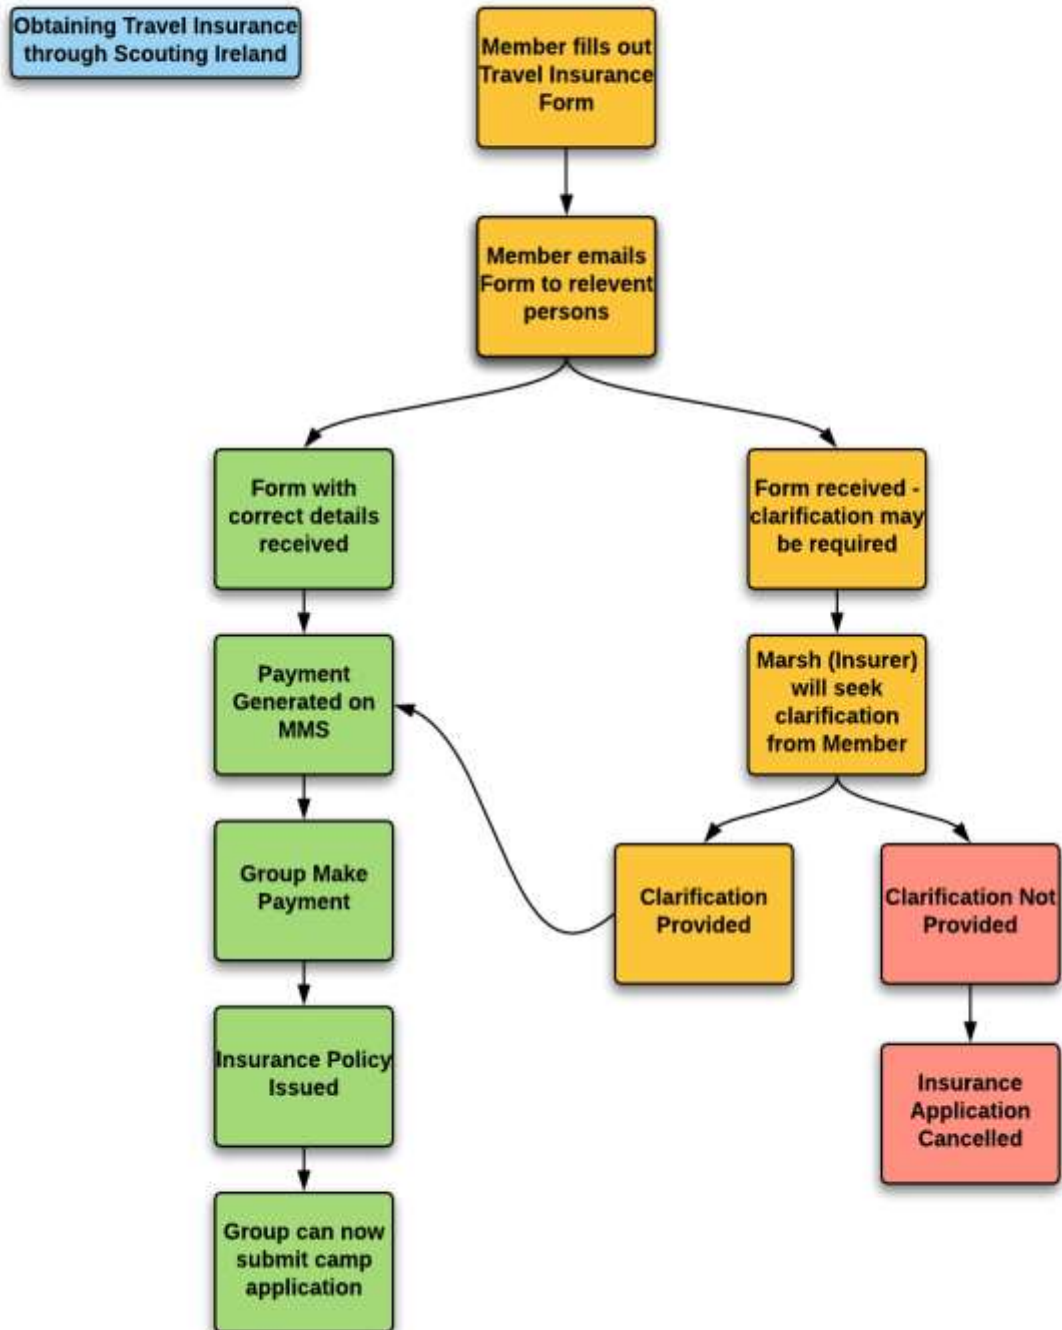 Obtaining Travel Insurance
through Scouting Ireland
Member fills out
Travel Insurance
Form
Member emails
Form to relevent
persons
Form with
correct details
received
Form received -
clarification may
be required
Payment
Generated on
MMS
Marsh (Insurer)
will seek
clarification
from Member
Group Make
Payment
Clarification
Provided
Clarification Not
Provided
Insurance Policy
Issued
Insurance
Application
Cancelled
Group can now
submit camp
application